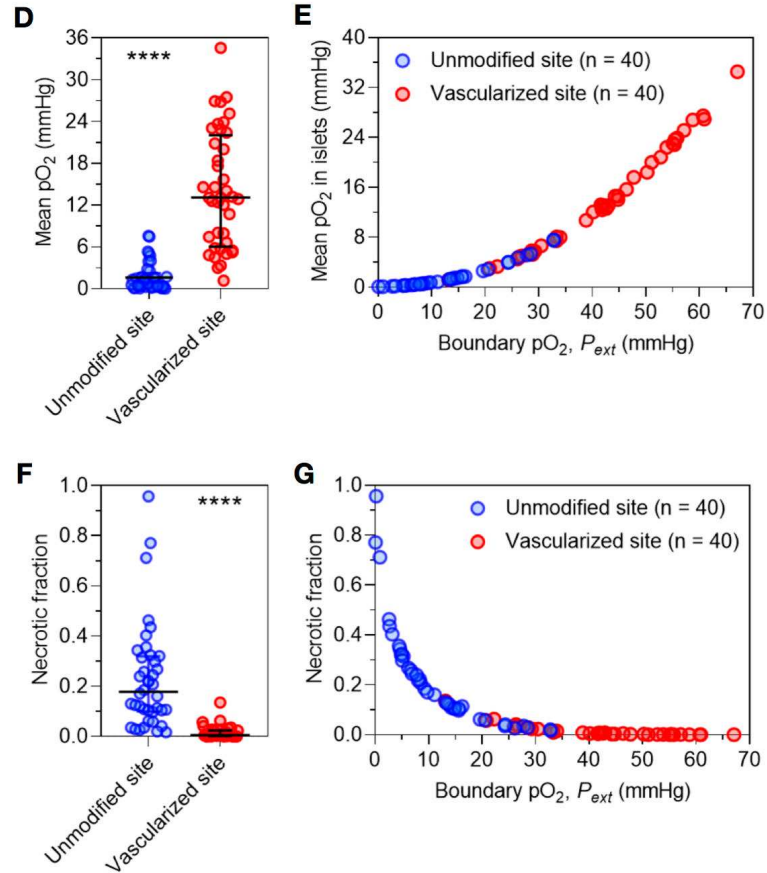 D
Mean pO2 (mmHg)
36
30
24
18
12
6
0
****
Unmodified site
Vascularized site
E
Mean pO2 in islets (mmHg)
40
32
24
16
8
0
Unmodified site (n = 40)
Vascularized site (n = 40)
0 10 20 30 40 50 60 70
Boundary pO2, Pext (mmHg)
F
Necrotic fraction
1.0
0.8
0.6
0.4
0.2
0.0
****
Unmodified site
Vascularized site
G
Necrotic fraction
1.0
0.8
0.6
0.4
0.2
0.0
Unmodified site (n = 40)
Vascularized site (n = 40)
0 10 20 30 40 50 60 70
Boundary pO2, Pext (mmHg)